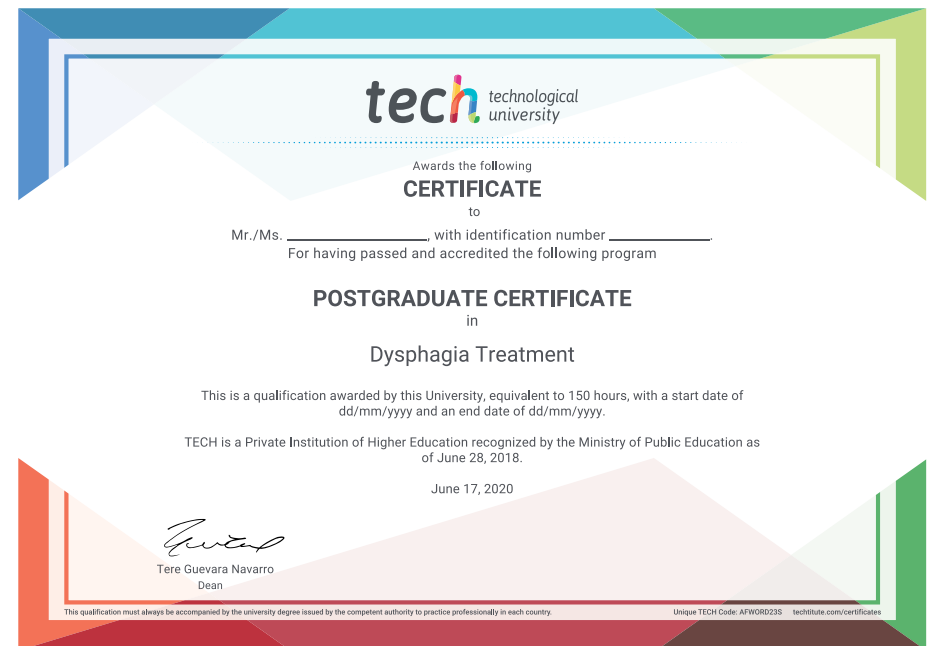 tech technological
university
Awards the following
CERTIFICATE
to
Mr./Ms. ____________________, with identification number ______________.
For having passed and accredited the following program
POSTGRADUATE CERTIFICATE
in
Dysphagia Treatment
This is a qualification awarded by this University, equivalent to 150 hours, with a start date of
dd/mm/yyyy and an end date of dd/mm/yyyy.
TECH is a Private Institution of Higher Education recognized by the Ministry of Public Education as
of June 28, 2018.
June 17, 2020
Tere Guevara Navarro
Dean
This qualification must always be accompanied by the university degree issued by the competent authority to practice professionally in each country. Unique TECH Code: AFWORD23S techtitute.com/certificates